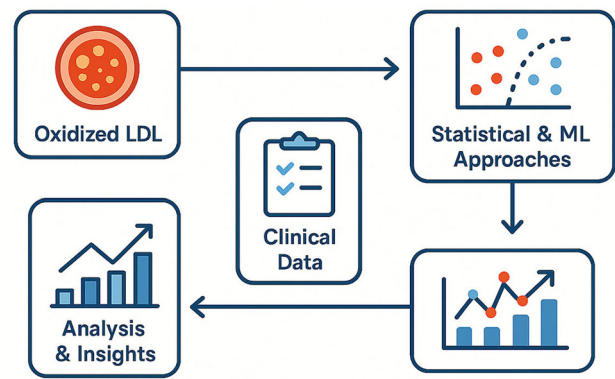 Oxidized LDL
Statistical & ML
Approaches
Clinical
Data
Analysis
& Insights